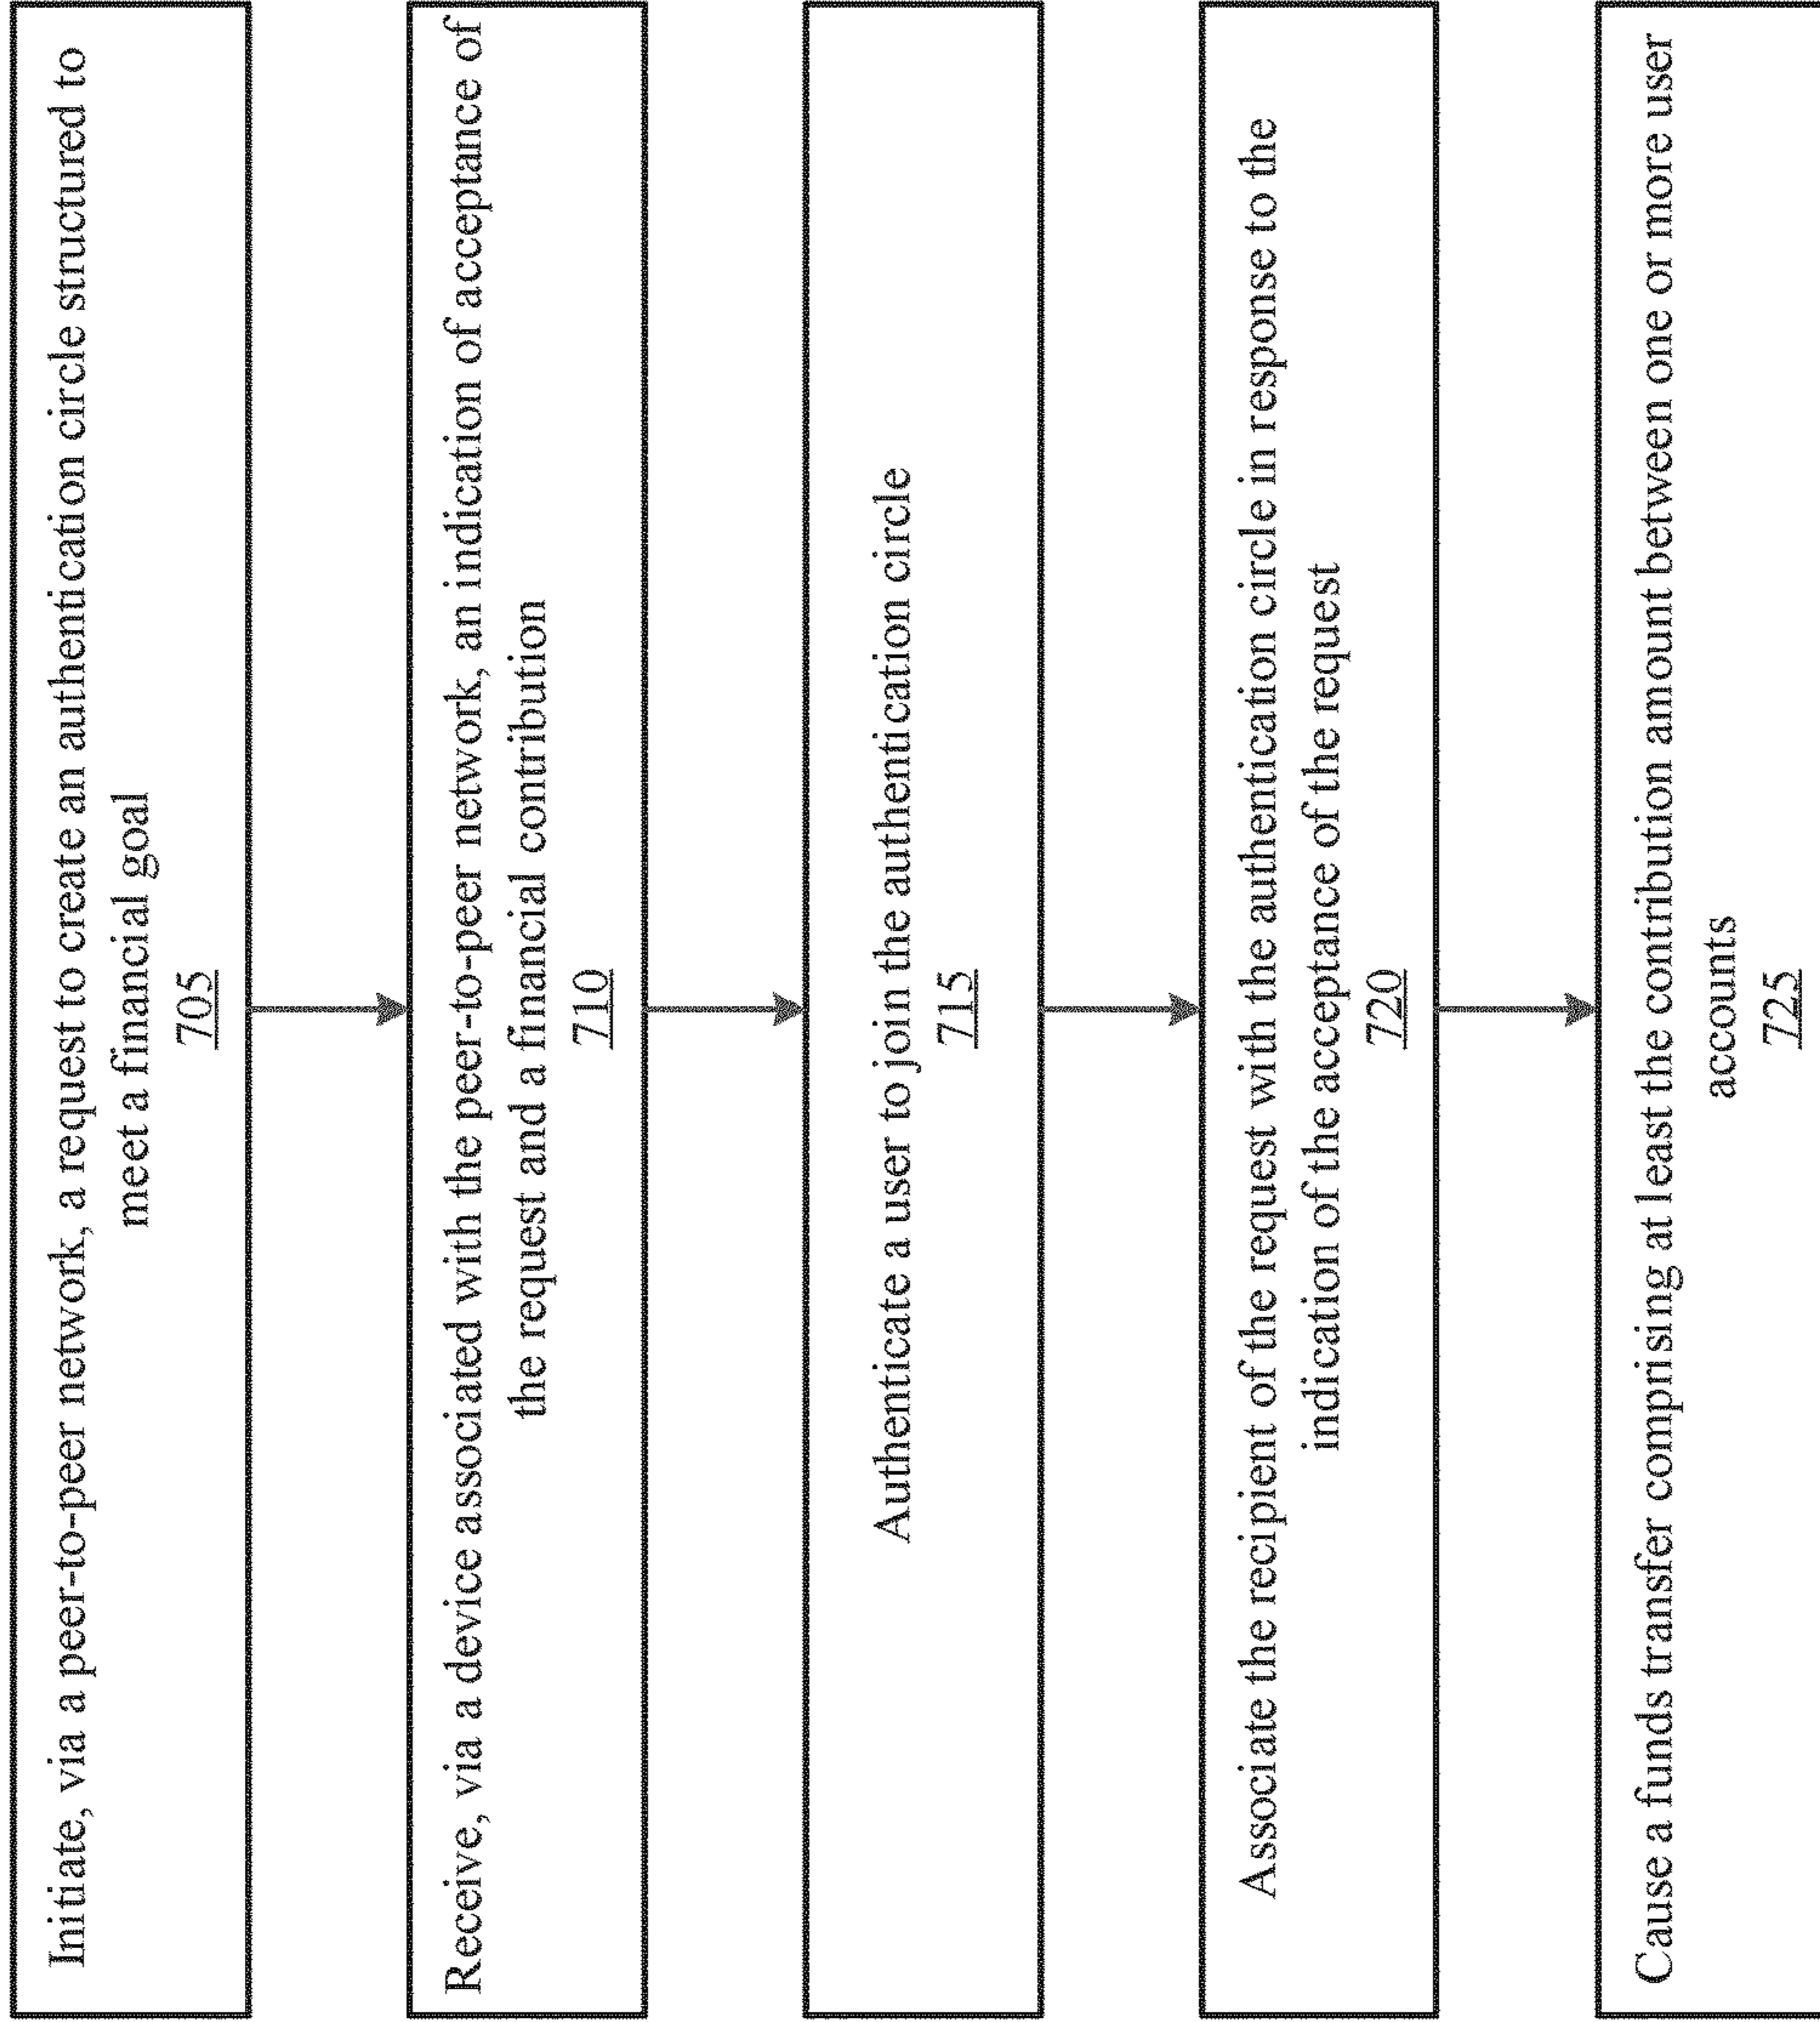 Initiate, via a peer-to-peer network, a request to create an authentication circle structured to
meet a financial goal
705
Receive, via a device associated with the peer-to-peer network, an indication of acceptance of
the request and a financial contribution
710
Authenticate a user to join the authentication circle
715
Associate the recipient of the request with the authentication circle in response to the
indication of the acceptance of the request
720
Cause a funds transfer comprising at least the contribution amount between one or more user
accounts
725